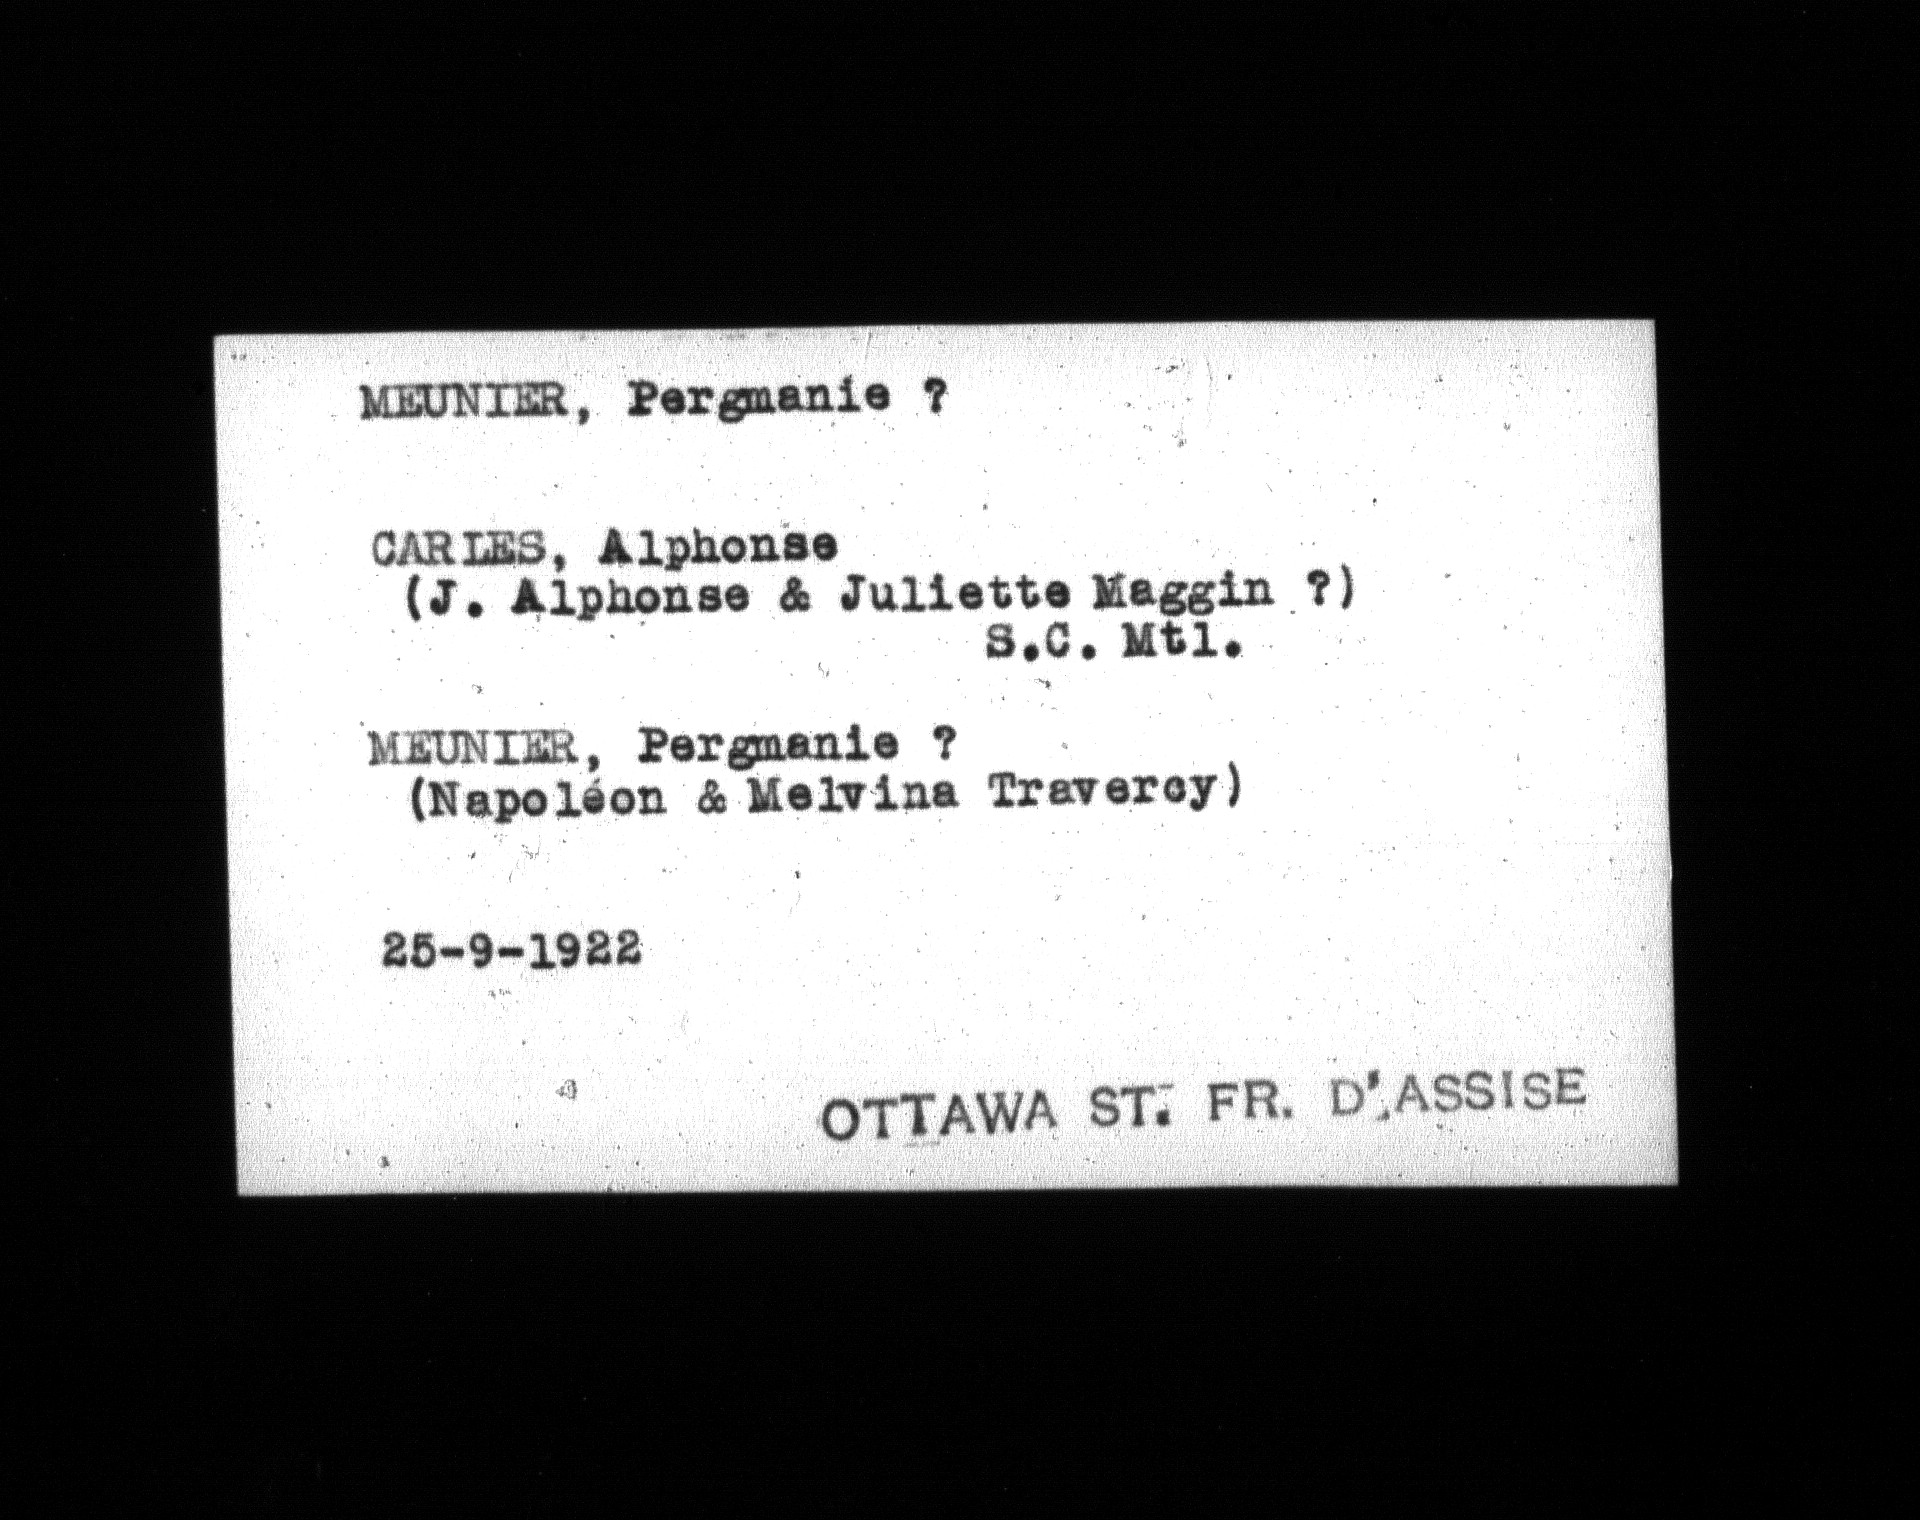 MEUNIER, Pergmanie ?
CARLES, Alphonse
(J. Alphonse & Juliette Maggin ?)
S.C. Mtl.
MEUNIER, Pergmanie ?
(Napoléon & Melvina Travercy)
25-9-1922
OTTAWA ST. FR. D'ASSISE